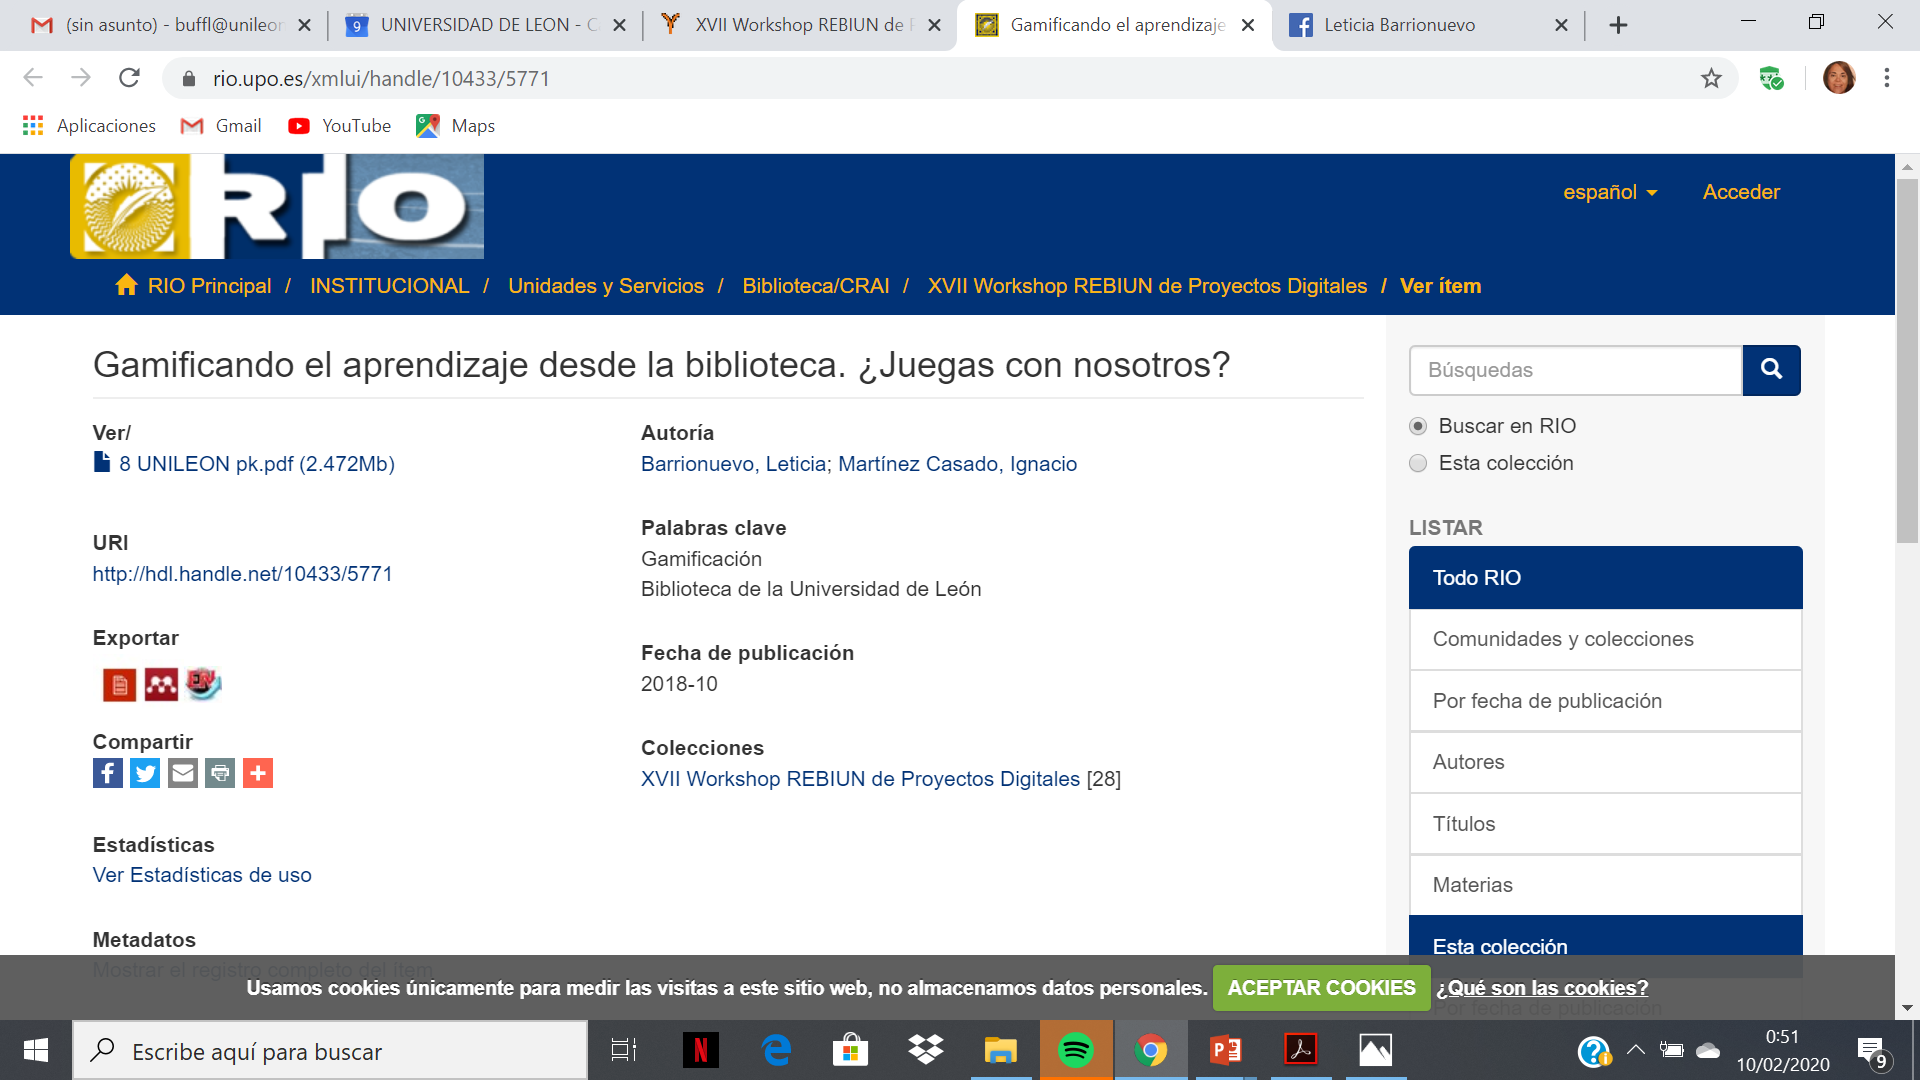 (sin asunto) - buffl@unileon
UNIVERSIDAD DE LEON - C
XVII Workshop REBIUN de P
Gamificando el aprendizaje
Leticia Barrionuevo
rio.upo.es/xmlui/handle/10433/5771
Aplicaciones
Gmail
YouTube
Maps
RIO
español
Acceder
RIO Principal / INSTITUCIONAL / Unidades y Servicios / Biblioteca/CRAI / XVII Workshop REBIUN de Proyectos Digitales / Ver ítem
Gamificando el aprendizaje desde la biblioteca. ¿Juegas con nosotros?
Ver/
8 UNILEON pk.pdf (2.472Mb)
URI
http://hdl.handle.net/10433/5771
Exportar
Compartir
Estadísticas
Ver Estadísticas de uso
Metadatos
Mostrar el registro completo del ítem
Autoría
Barrionuevo, Leticia; Martínez Casado, Ignacio
Palabras clave
Gamificación
Biblioteca de la Universidad de León
Fecha de publicación
2018-10
Colecciones
XVII Workshop REBIUN de Proyectos Digitales [28]
Búsquedas
Buscar en RIO
Esta colección
LISTAR
Todo RIO
Comunidades y colecciones
Por fecha de publicación
Autores
Títulos
Materias
Esta colección
Por fecha de publicación
Usamos cookies únicamente para medir las visitas a este sitio web, no almacenamos datos personales. ACEPTAR COOKIES ¿Qué son las cookies?
Escribe aquí para buscar
0:51
10/02/2020
9